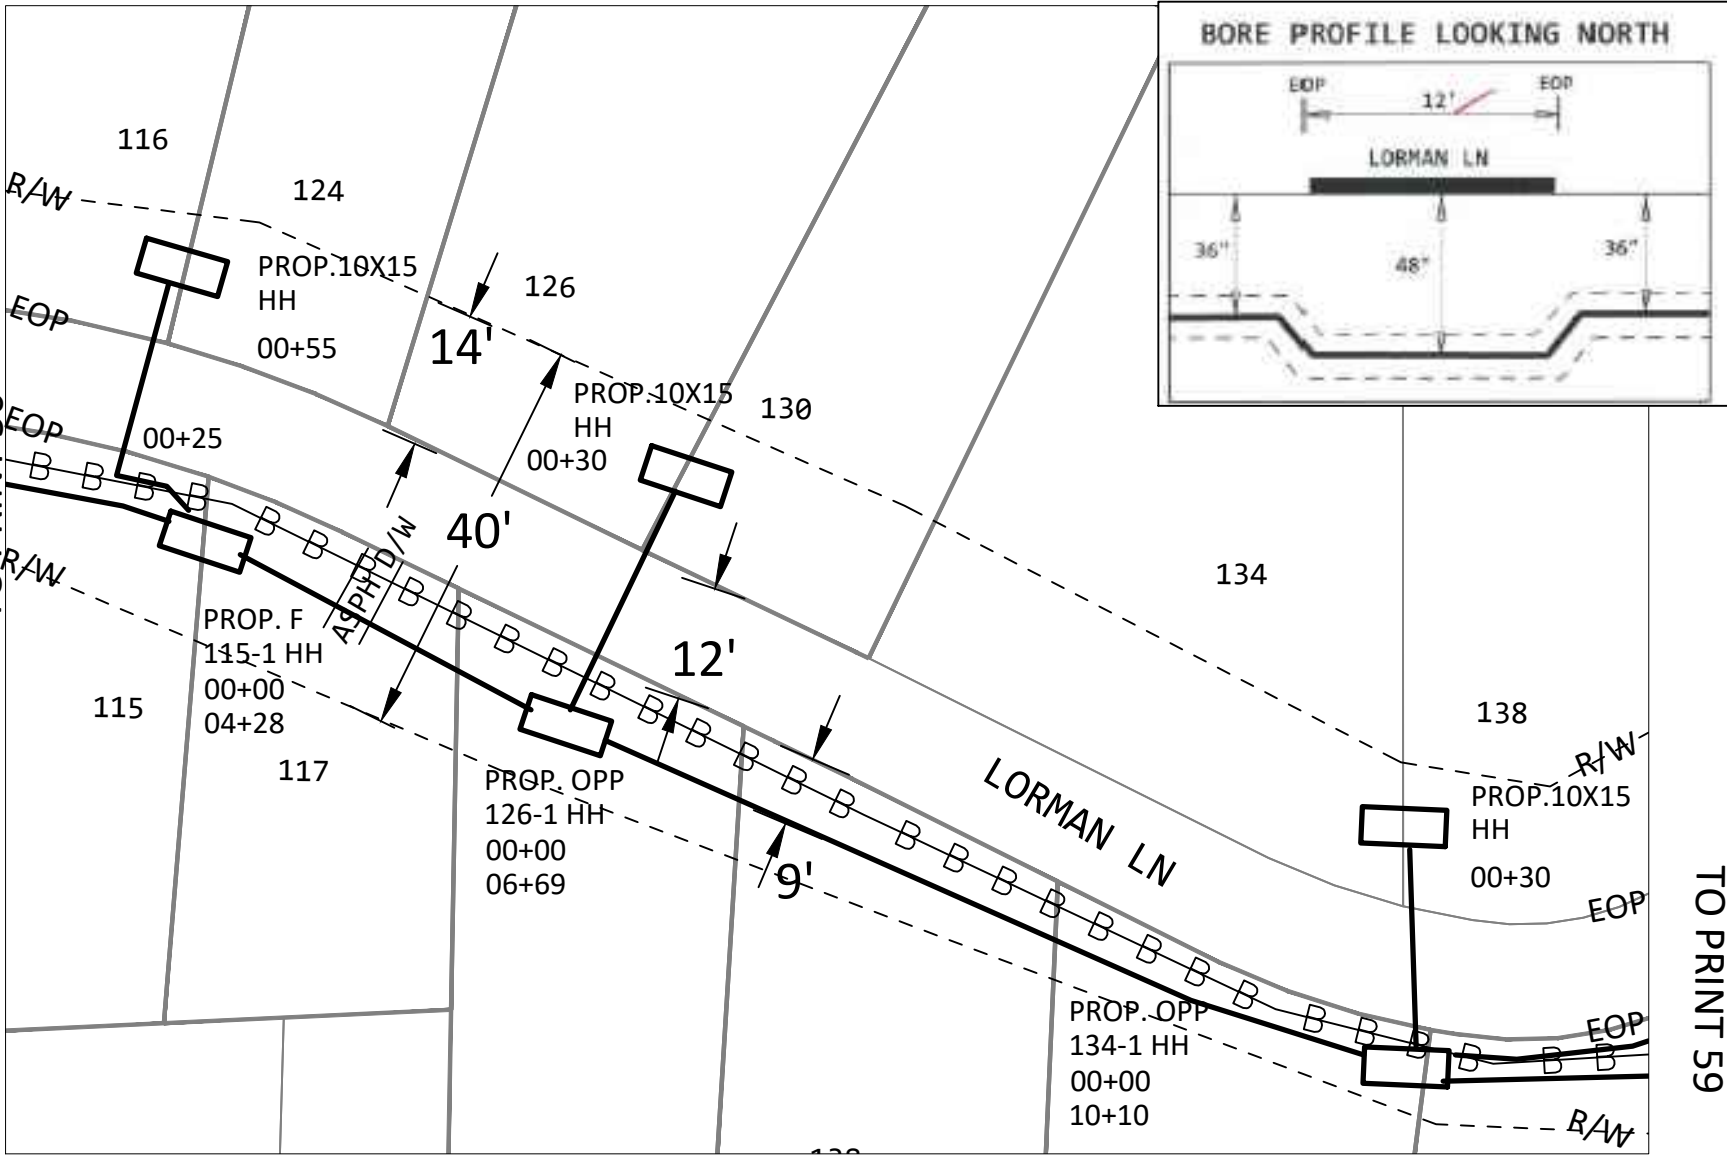 BORE PROFILE LOOKING NORTH
EOP
EOP
12'
LORMAN LN
36"
48"
36"
116
R/W
124
PROP.10X15
HH
00+55
126
14'
EOP
PROP.10X15
HH
00+30
130
EOP
00+25
40'
ASPH D/W
R/W
134
PROP. F
115-1 HH
00+00
04+28
115
117
12'
138
R/W
PROP. OPP
126-1 HH
00+00
06+69
9'
LORMAN LN
PROP.10X15
HH
00+30
EOP
TO PRINT 59
B B B B B B B B B B B B B B B B B B B B B B B B B B B B B B
PROP. OPP
134-1 HH
00+00
10+10
EOP
R/W